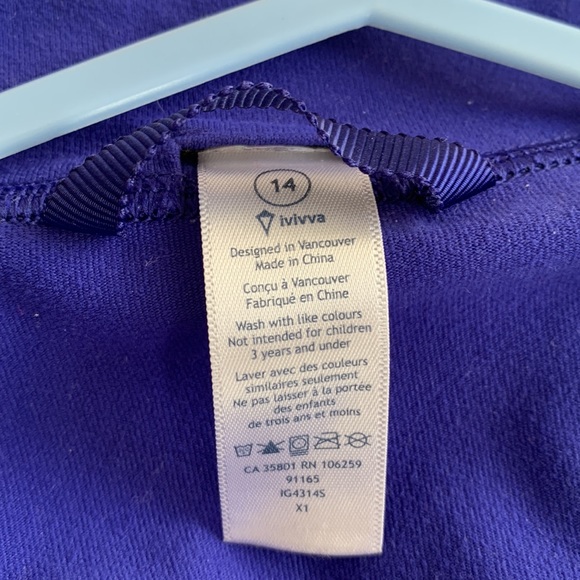 14
ivivva
Designed in Vancouver
Made in China
Conçu à Vancouver
Fabriqué en Chine
Wash with like colours
Not intended for children
3 years and under
Laver avec des couleurs
similaires seulement
Ne pas laisser à la portée
des enfants
de trois ans et moins
CA 35801 RN 106259
91165
IG4314S
X1